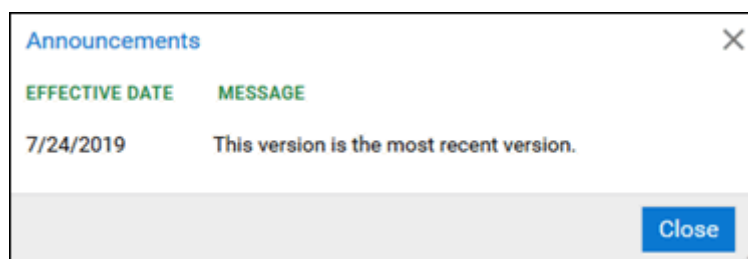 Announcements
EFFECTIVE DATE MESSAGE
7/24/2019 This version is the most recent version.
Close